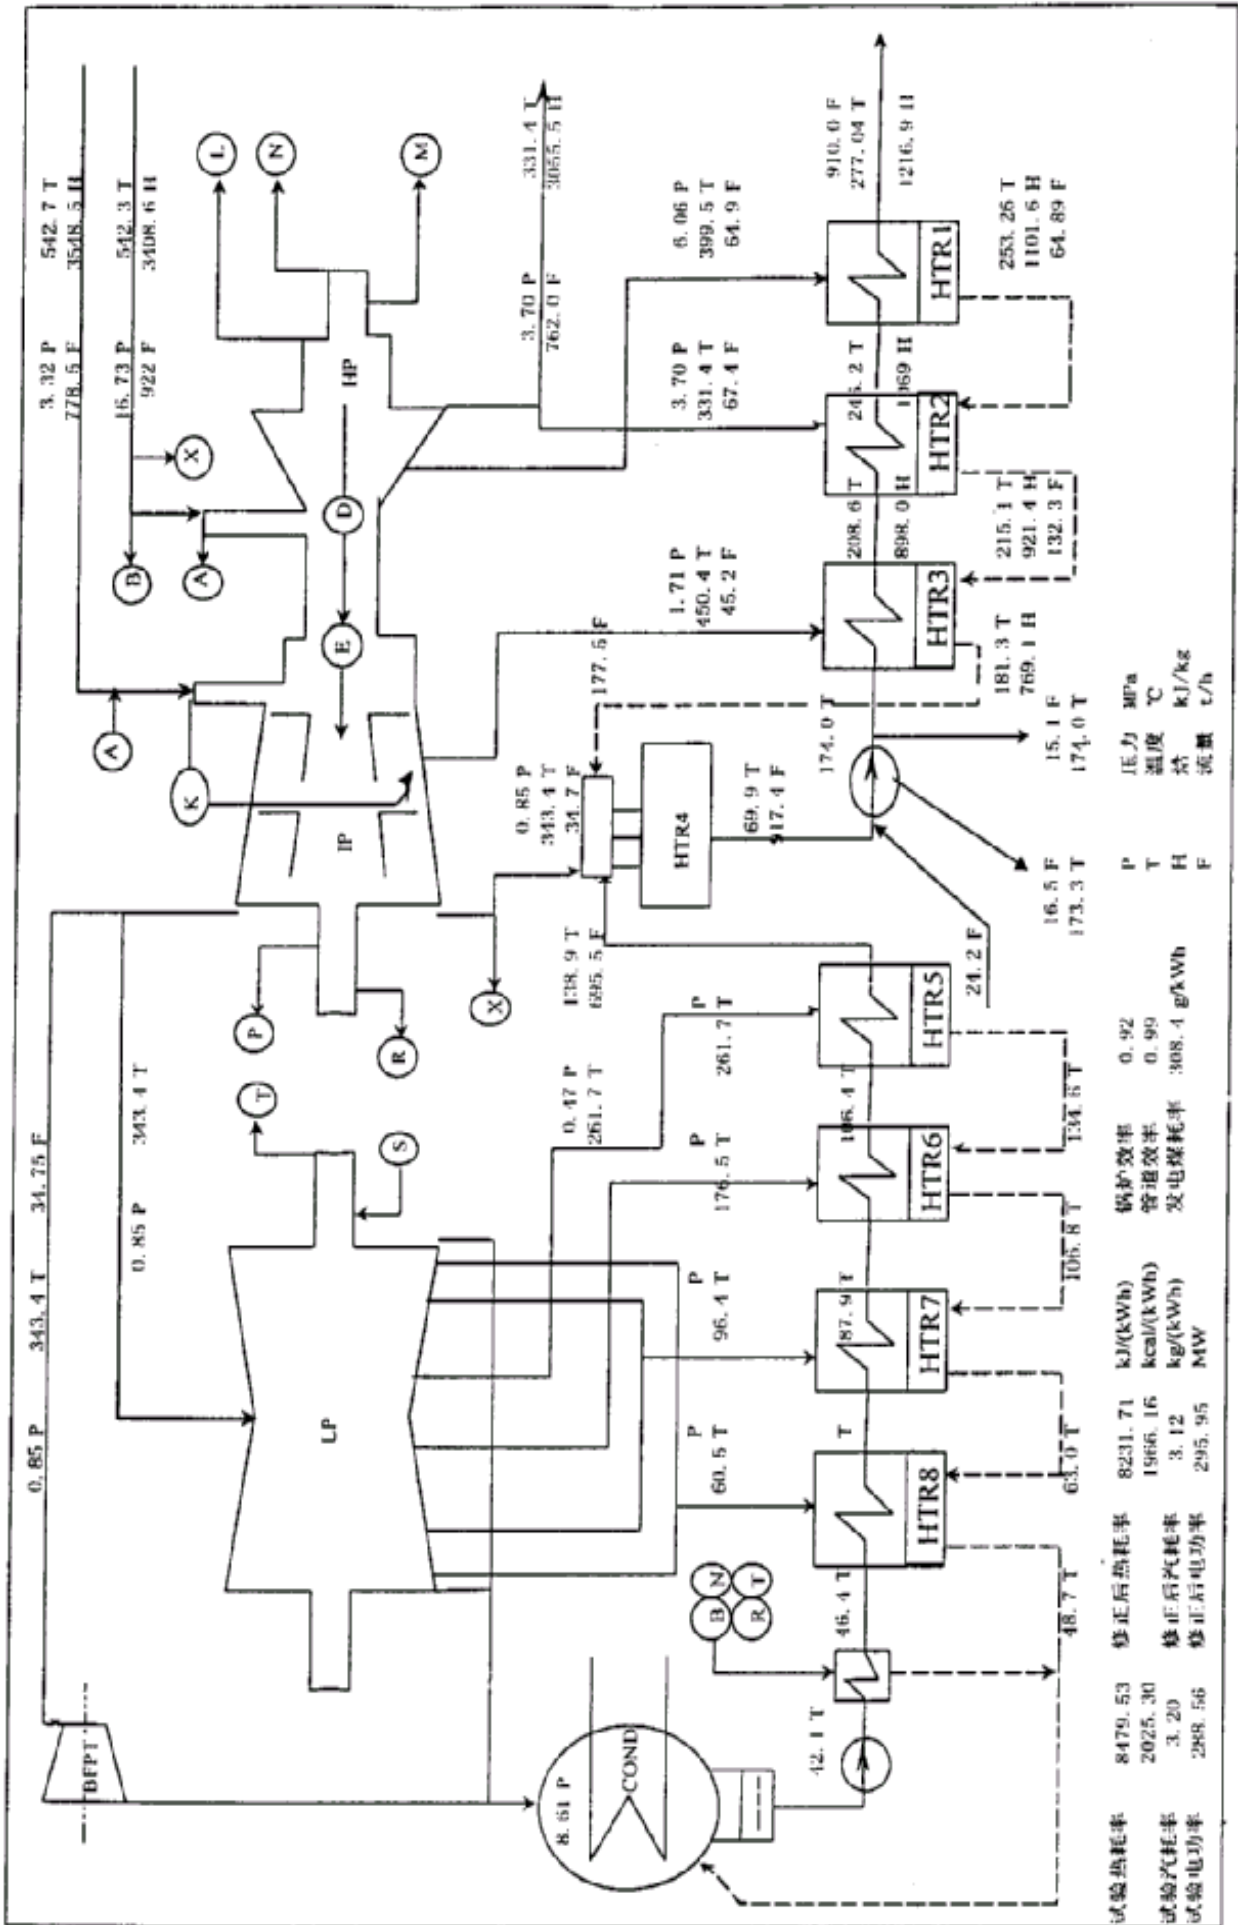 3.32 P 542.7 T
778.5 F 3548.5 H
16.73 P 542.3 T
922 F 3408.6 H
0.85 P 343.4 T 34.75 F
0.85 P 343.4 T
BFPT
B
A
X
L
N
M
A
K
D
E
HP
IP
LP
P
R
T
S
X
3.70 P 331.4 T
762.0 F 3055.5 H
6.06 P
399.5 T
64.9 F
3.70 P
331.4 T
67.4 F
1.71 P
450.4 T
45.2 F
177.5 F
0.85 P
343.4 T
34.7 F
138.9 T
695.5 F
0.47 P
261.7 T
P
261.7 T
P
176.5 T
P
96.4 T
P
60.5 T
910.0 F
277.04 T
1216.9 H
HTR1
253.26 T
1101.6 H
64.89 F
1069 H
HTR2
208.6 T
898.0 H
215.1 T
921.4 H
132.3 F
HTR3
181.3 T
769.1 H
174.0 T
HTR4
69.9 T
17.4 F
15.1 F
174.0 T
16.5 F
173.3 T
24.2 F
HTR5
134.6 T
106.4 T
HTR6
106.8 T
87.9 T
HTR7
63.0 T
T
HTR8
48.7 T
46.4 T
B N
R T
42.1 T
8.61 P
COND
试验热耗率 8479.53 修正后热耗率 8231.71 kJ/(kWh) 锅炉效率 0.92 P 压力 MPa
2025.30 1966.16 kcal/(kWh) 管道效率 0.99 T 温度 ℃
试验汽耗率 3.20 修正后汽耗率 3.12 kg/(kWh) 发电煤耗率 308.4 g/kWh H 焓 kJ/kg
试验电功率 288.56 修正后电功率 295.95 MW F 流量 t/h